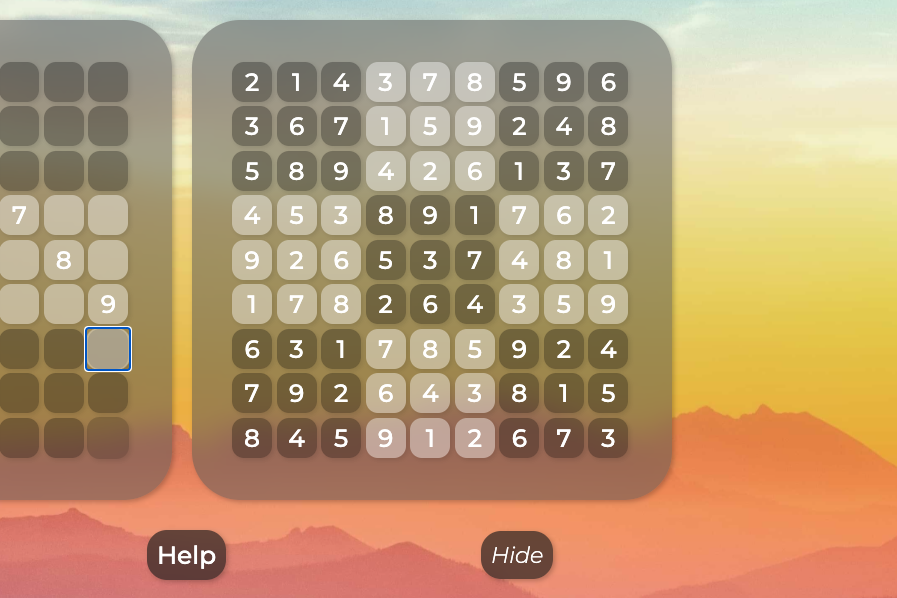 2 1 4 3 7 8 5 9 6
3 6 7 1 5 9 2 4 8
5 8 9 4 2 6 1 3 7
7 4 5 3 8 9 1 7 6 2
8 9 2 6 5 3 7 4 8 1
9 1 7 8 2 6 4 3 5 9
6 3 1 7 8 5 9 2 4
7 9 2 6 4 3 8 1 5
8 4 5 9 1 2 6 7 3
Help Hide